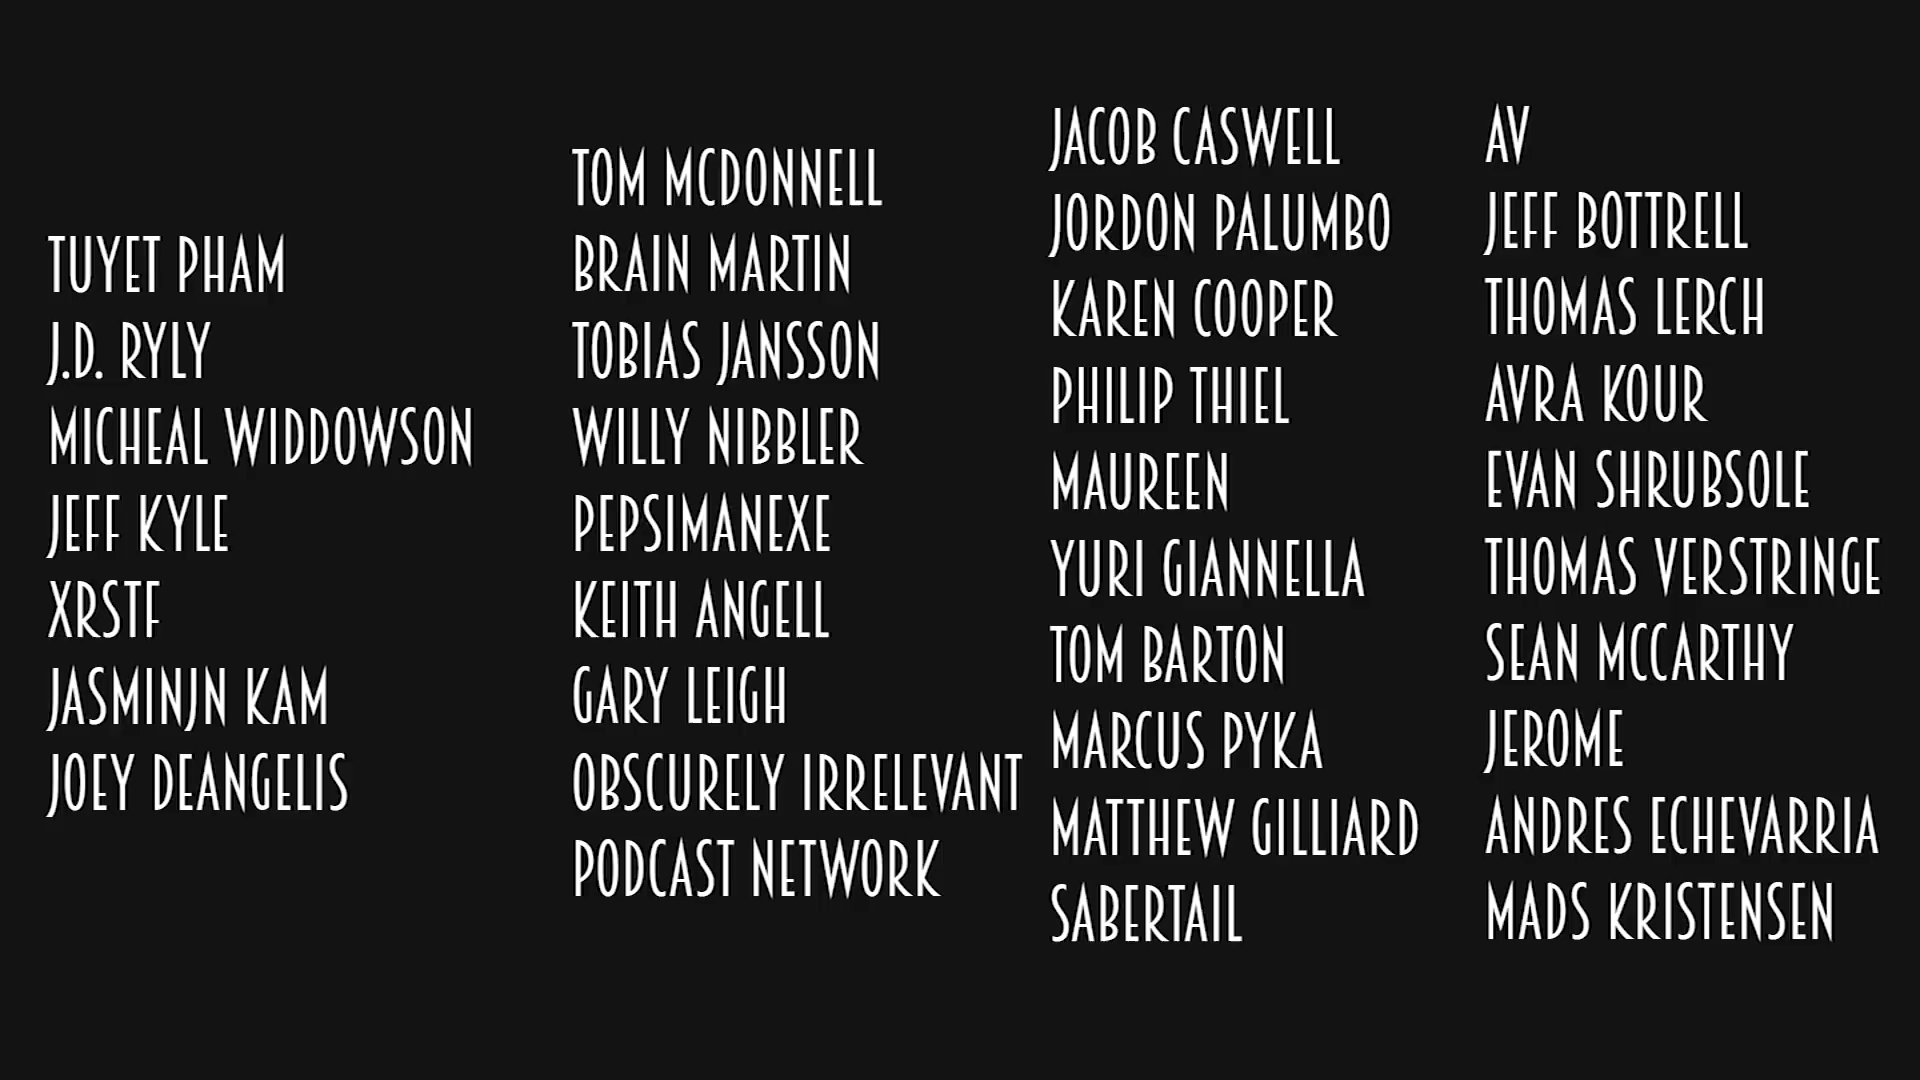 TUYET PHAM
J.D. RYLY
MICHEAL WIDDOWSON
JEFF KYLE
XRSTF
JASMINJN KAM
JOEY DEANGELIS
TOM MCDONNELL
BRAIN MARTIN
TOBIAS JANSSON
WILLY NIBBLER
PEPSIMANEXE
KEITH ANGELL
GARY LEIGH
OBSCURELY IRRELEVANT
PODCAST NETWORK
JACOB CASWELL
JORDON PALUMBO
KAREN COOPER
PHILIP THIEL
MAUREEN
YURI GIANNELLA
TOM BARTON
MARCUS PYKA
MATTHEW GILLIARD
SABERTAIL
AV
JEFF BOTTRELL
THOMAS LERCH
AVRA KOUR
EVAN SHRUBSOLE
THOMAS VERSTRINGE
SEAN MCCARTHY
JEROME
ANDRES ECHEVARRIA
MADS KRISTENSEN